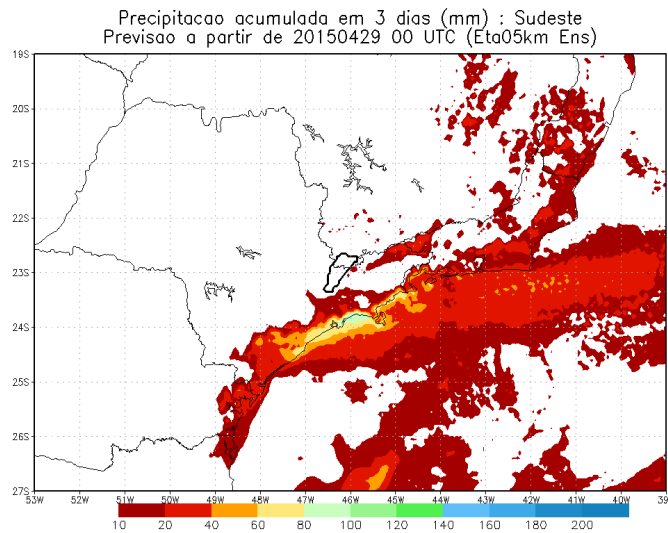 Precipitacao acumulada em 3 dias (mm) : Sudeste
Previsao a partir de 20150429 00 UTC (Eta05km Ens)
19S
20S
21S
22S
23S
24S
25S
26S
27S
53W 52W 51W 50W 49W 48W 47W 46W 45W 44W 43W 42W 41W 40W 39
10 20 40 60 80 100 120 140 160 180 200